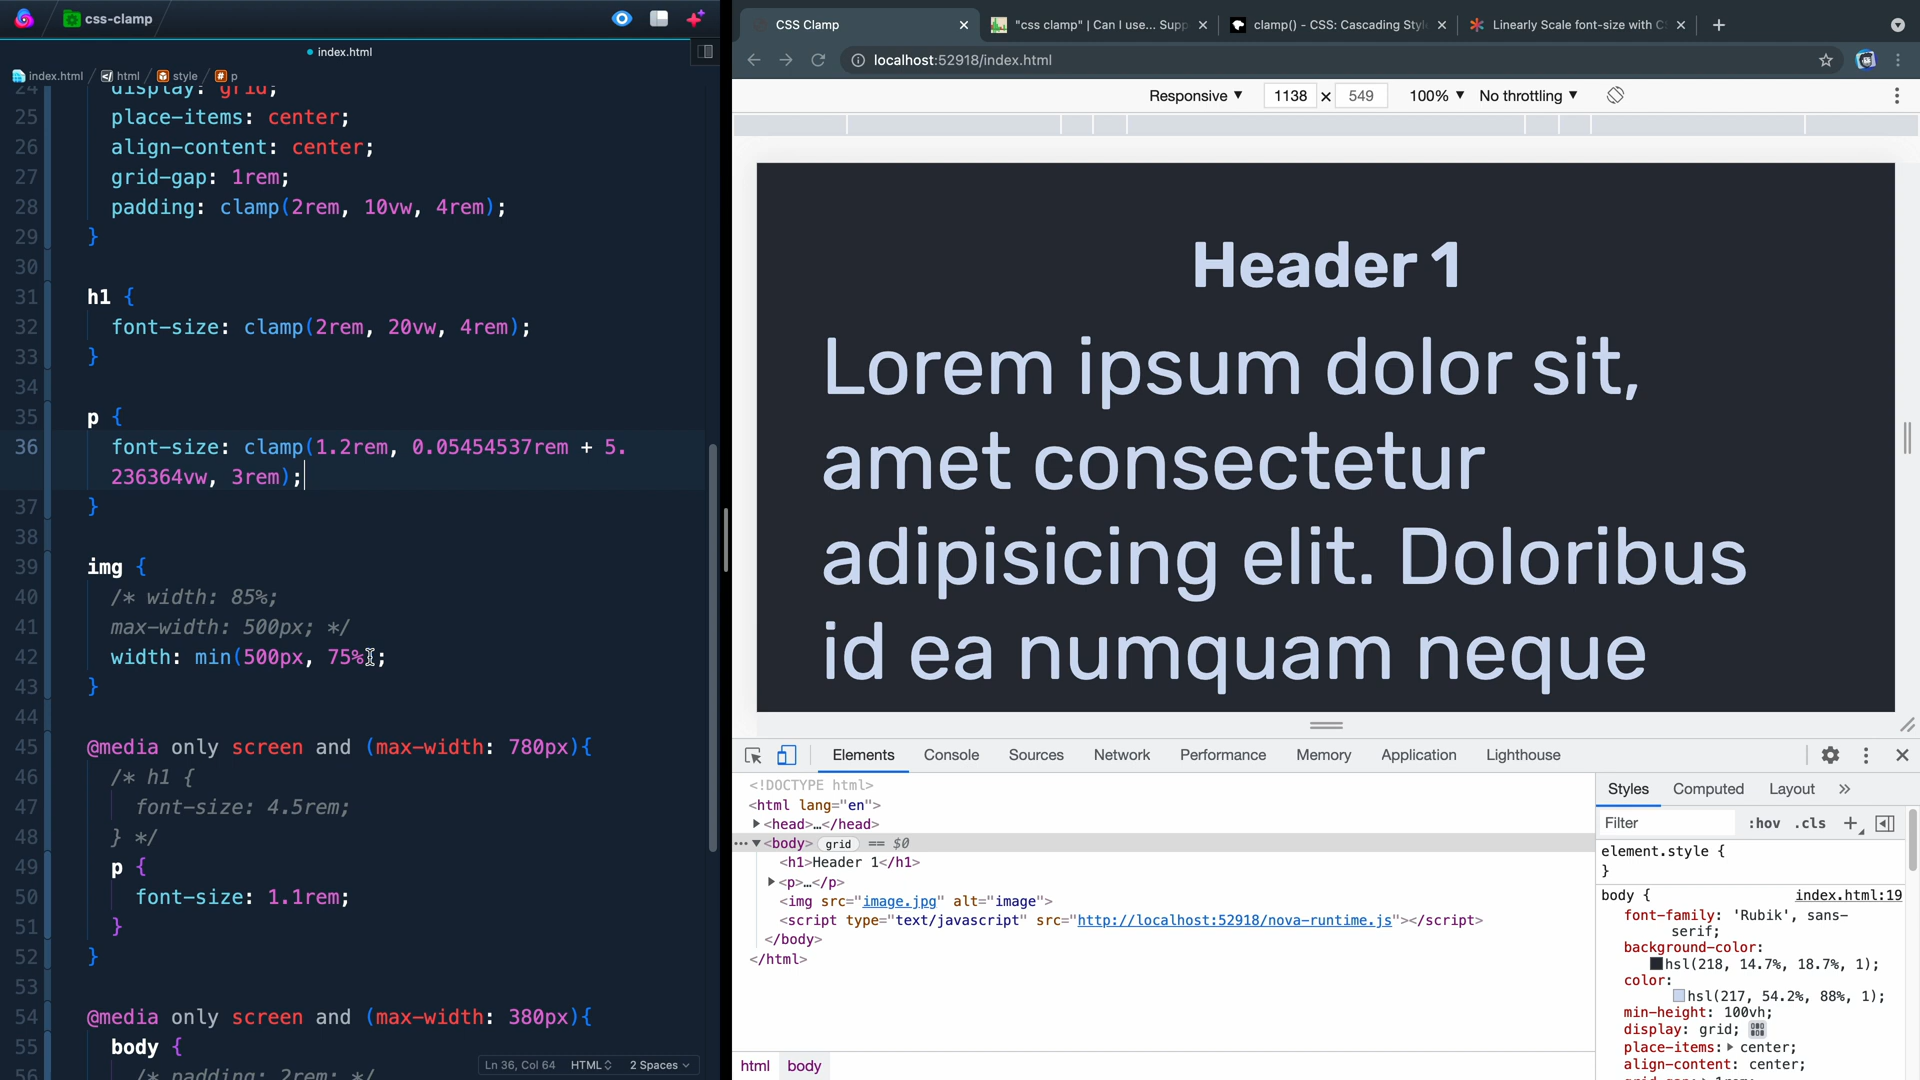 css-clamp
index.html
index.html / html / style / p
24 display: grid;
25 place-items: center;
26 align-content: center;
27 grid-gap: 1rem;
28 padding: clamp(2rem, 10vw, 4rem);
29 }
30
31 h1 {
32 font-size: clamp(2rem, 20vw, 4rem);
33 }
34
35 p {
36 font-size: clamp(1.2rem, 0.05454537rem + 5.
236364vw, 3rem);
37 }
38
39 img {
40 /* width: 85%;
41 max-width: 500px; */
42 width: min(500px, 75%);
43 }
44
45 @media only screen and (max-width: 780px){
46 /* h1 {
47 font-size: 4.5rem;
48 } */
49 p {
50 font-size: 1.1rem;
51 }
52 }
53
54 @media only screen and (max-width: 380px){
55 body {
56 /* padding: 2rem; */
Ln 36, Col 64 HTML 2 Spaces
CSS Clamp
"css clamp" | Can I use... Supp
clamp() - CSS: Cascading Style
Linearly Scale font-size with C
localhost:52918/index.html
Responsive 1138 × 549 100% No throttling
Header 1
Lorem ipsum dolor sit,
amet consectetur
adipisicing elit. Doloribus
id ea numquam neque
Elements Console Sources Network Performance Memory Application Lighthouse
<!DOCTYPE html>
<html lang="en">
<head>…</head>
<body> grid == $0
<h1>Header 1</h1>
<p>…</p>
<img src="image.jpg" alt="image">
<script type="text/javascript" src="http://localhost:52918/nova-runtime.js"></script>
</body>
</html>
html body
Styles Computed Layout »
Filter :hov .cls +
element.style {
}
body { index.html:19
font-family: 'Rubik', sans-
serif;
background-color:
hsl(218, 14.7%, 18.7%, 1);
color:
hsl(217, 54.2%, 88%, 1);
min-height: 100vh;
display: grid;
place-items: center;
align-content: center;
grid-gap: 1rem;